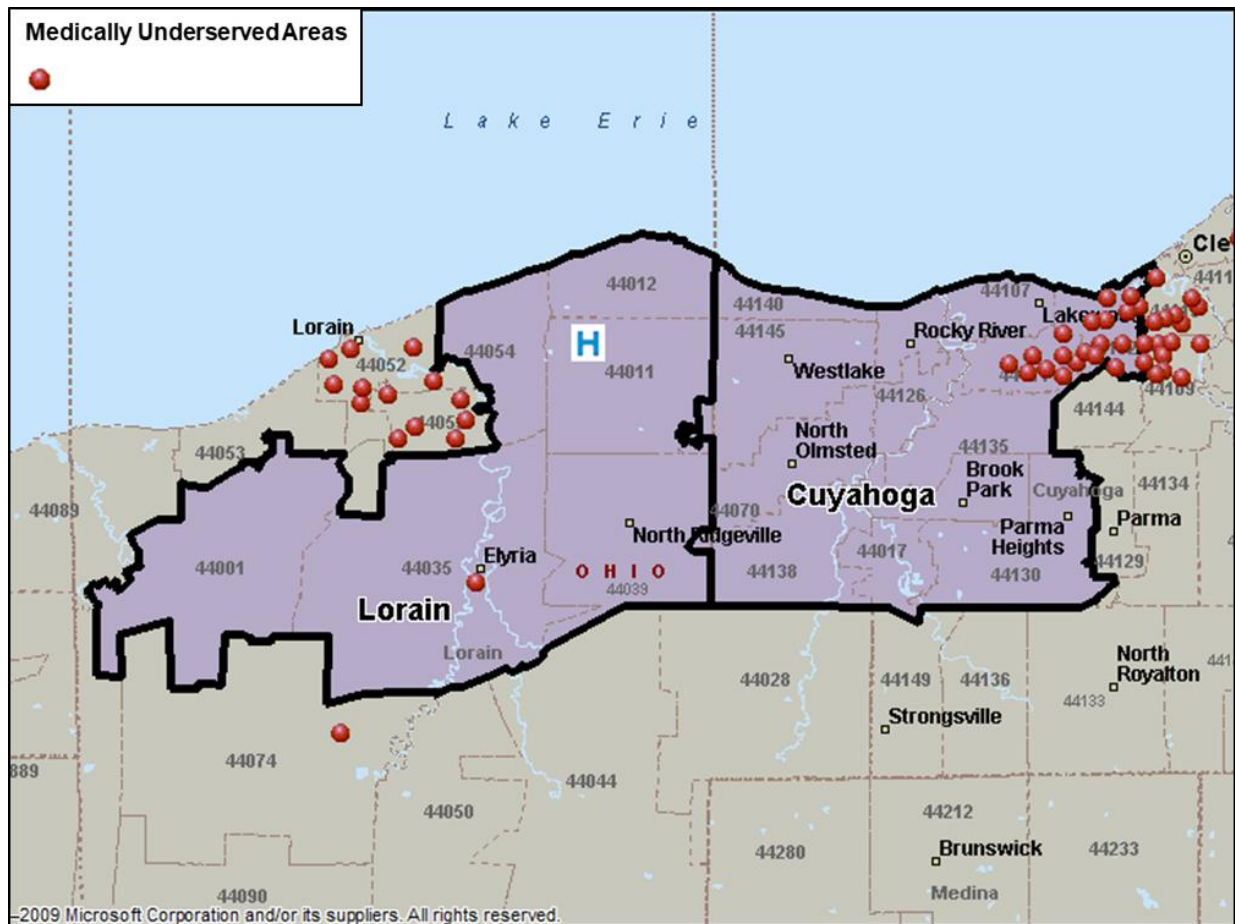 Medically Underserved Areas
Lake Erie
Cle
44012
44107
44140
Lorain
44145
Rocky River
44052
44054
H
44011
Westlake
44126
44109
44144
North
Olmsted
44135
44053
Brook
Park
Cuyahoga
44134
Cuyahoga
44089
44070
North Ridgeville
Parma
Heights
Parma
44017
Elyria
44001
44035
OHIO
44138
44130
44129
44039
Lorain
Lorain
North
Royalton
44028
44149
44136
44133
Strongsville
44074
889
44044
44050
44212
44280
Brunswick
44233
Medina
44090
–2009 Microsoft Corporation and/or its suppliers. All rights reserved.